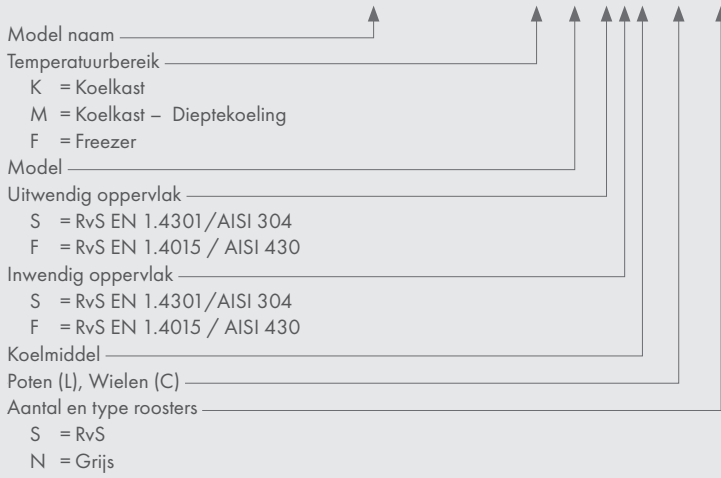 Model naam
Temperatuurbereik
K = Koelkast
M = Koelkast – Dieptekoeling
F = Freezer
Model
Uitwendig oppervlak
S = RvS EN 1.4301/AISI 304
F = RvS EN 1.4015 / AISI 430
Inwendig oppervlak
S = RvS EN 1.4301/AISI 304
F = RvS EN 1.4015 / AISI 430
Koelmiddel
Poten (L), Wielen (C)
Aantal en type roosters
S = RvS
N = Grijs